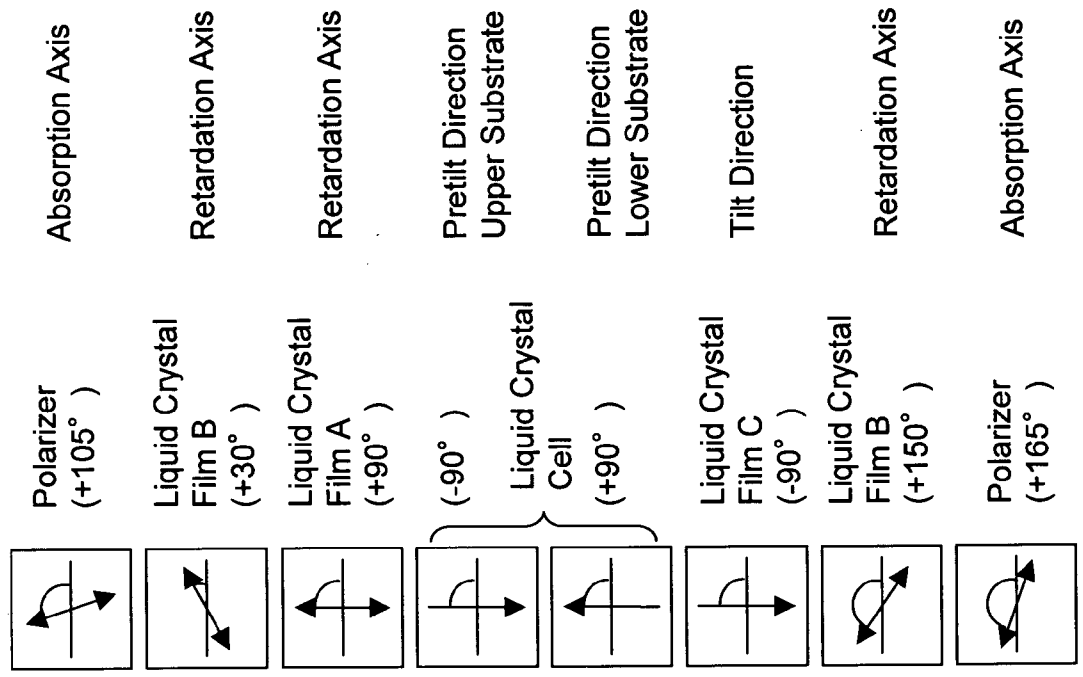 Polarizer
(+105° )
Absorption Axis
Liquid Crystal
Film B
(+30° )
Retardation Axis
Liquid Crystal
Film A
(+90° )
Retardation Axis
(-90° )
Pretilt Direction
Upper Substrate
Liquid Crystal
Cell
(+90° )
Pretilt Direction
Lower Substrate
Liquid Crystal
Film C
(-90° )
Tilt Direction
Liquid Crystal
Film B
(+150° )
Retardation Axis
Polarizer
(+165° )
Absorption Axis